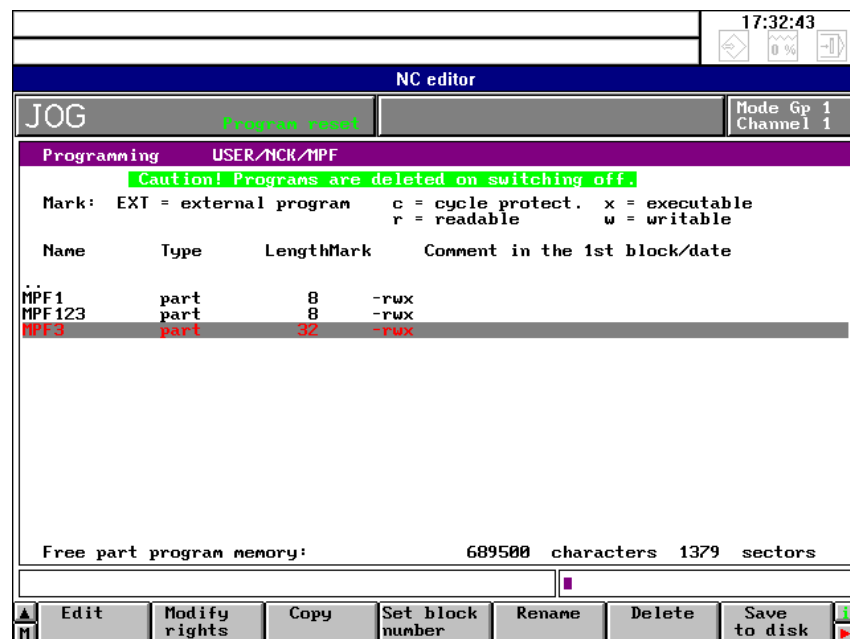 17:32:43
0 %
NC editor
JOG
Program reset
Mode Gp 1
Channel 1
Programming USER/NCK/MPF
Caution! Programs are deleted on switching off.
Mark: EXT = external program c = cycle protect. x = executable
r = readable w = writable
Name Type LengthMark Comment in the 1st block/date
..
MPF1 part 8 -rwx
MPF123 part 8 -rwx
MPF3 part 32 -rwx
Free part program memory: 689500 characters 1379 sectors
Edit
Modify
rights
Copy
Set block
number
Rename
Delete
Save
to disk
i
M